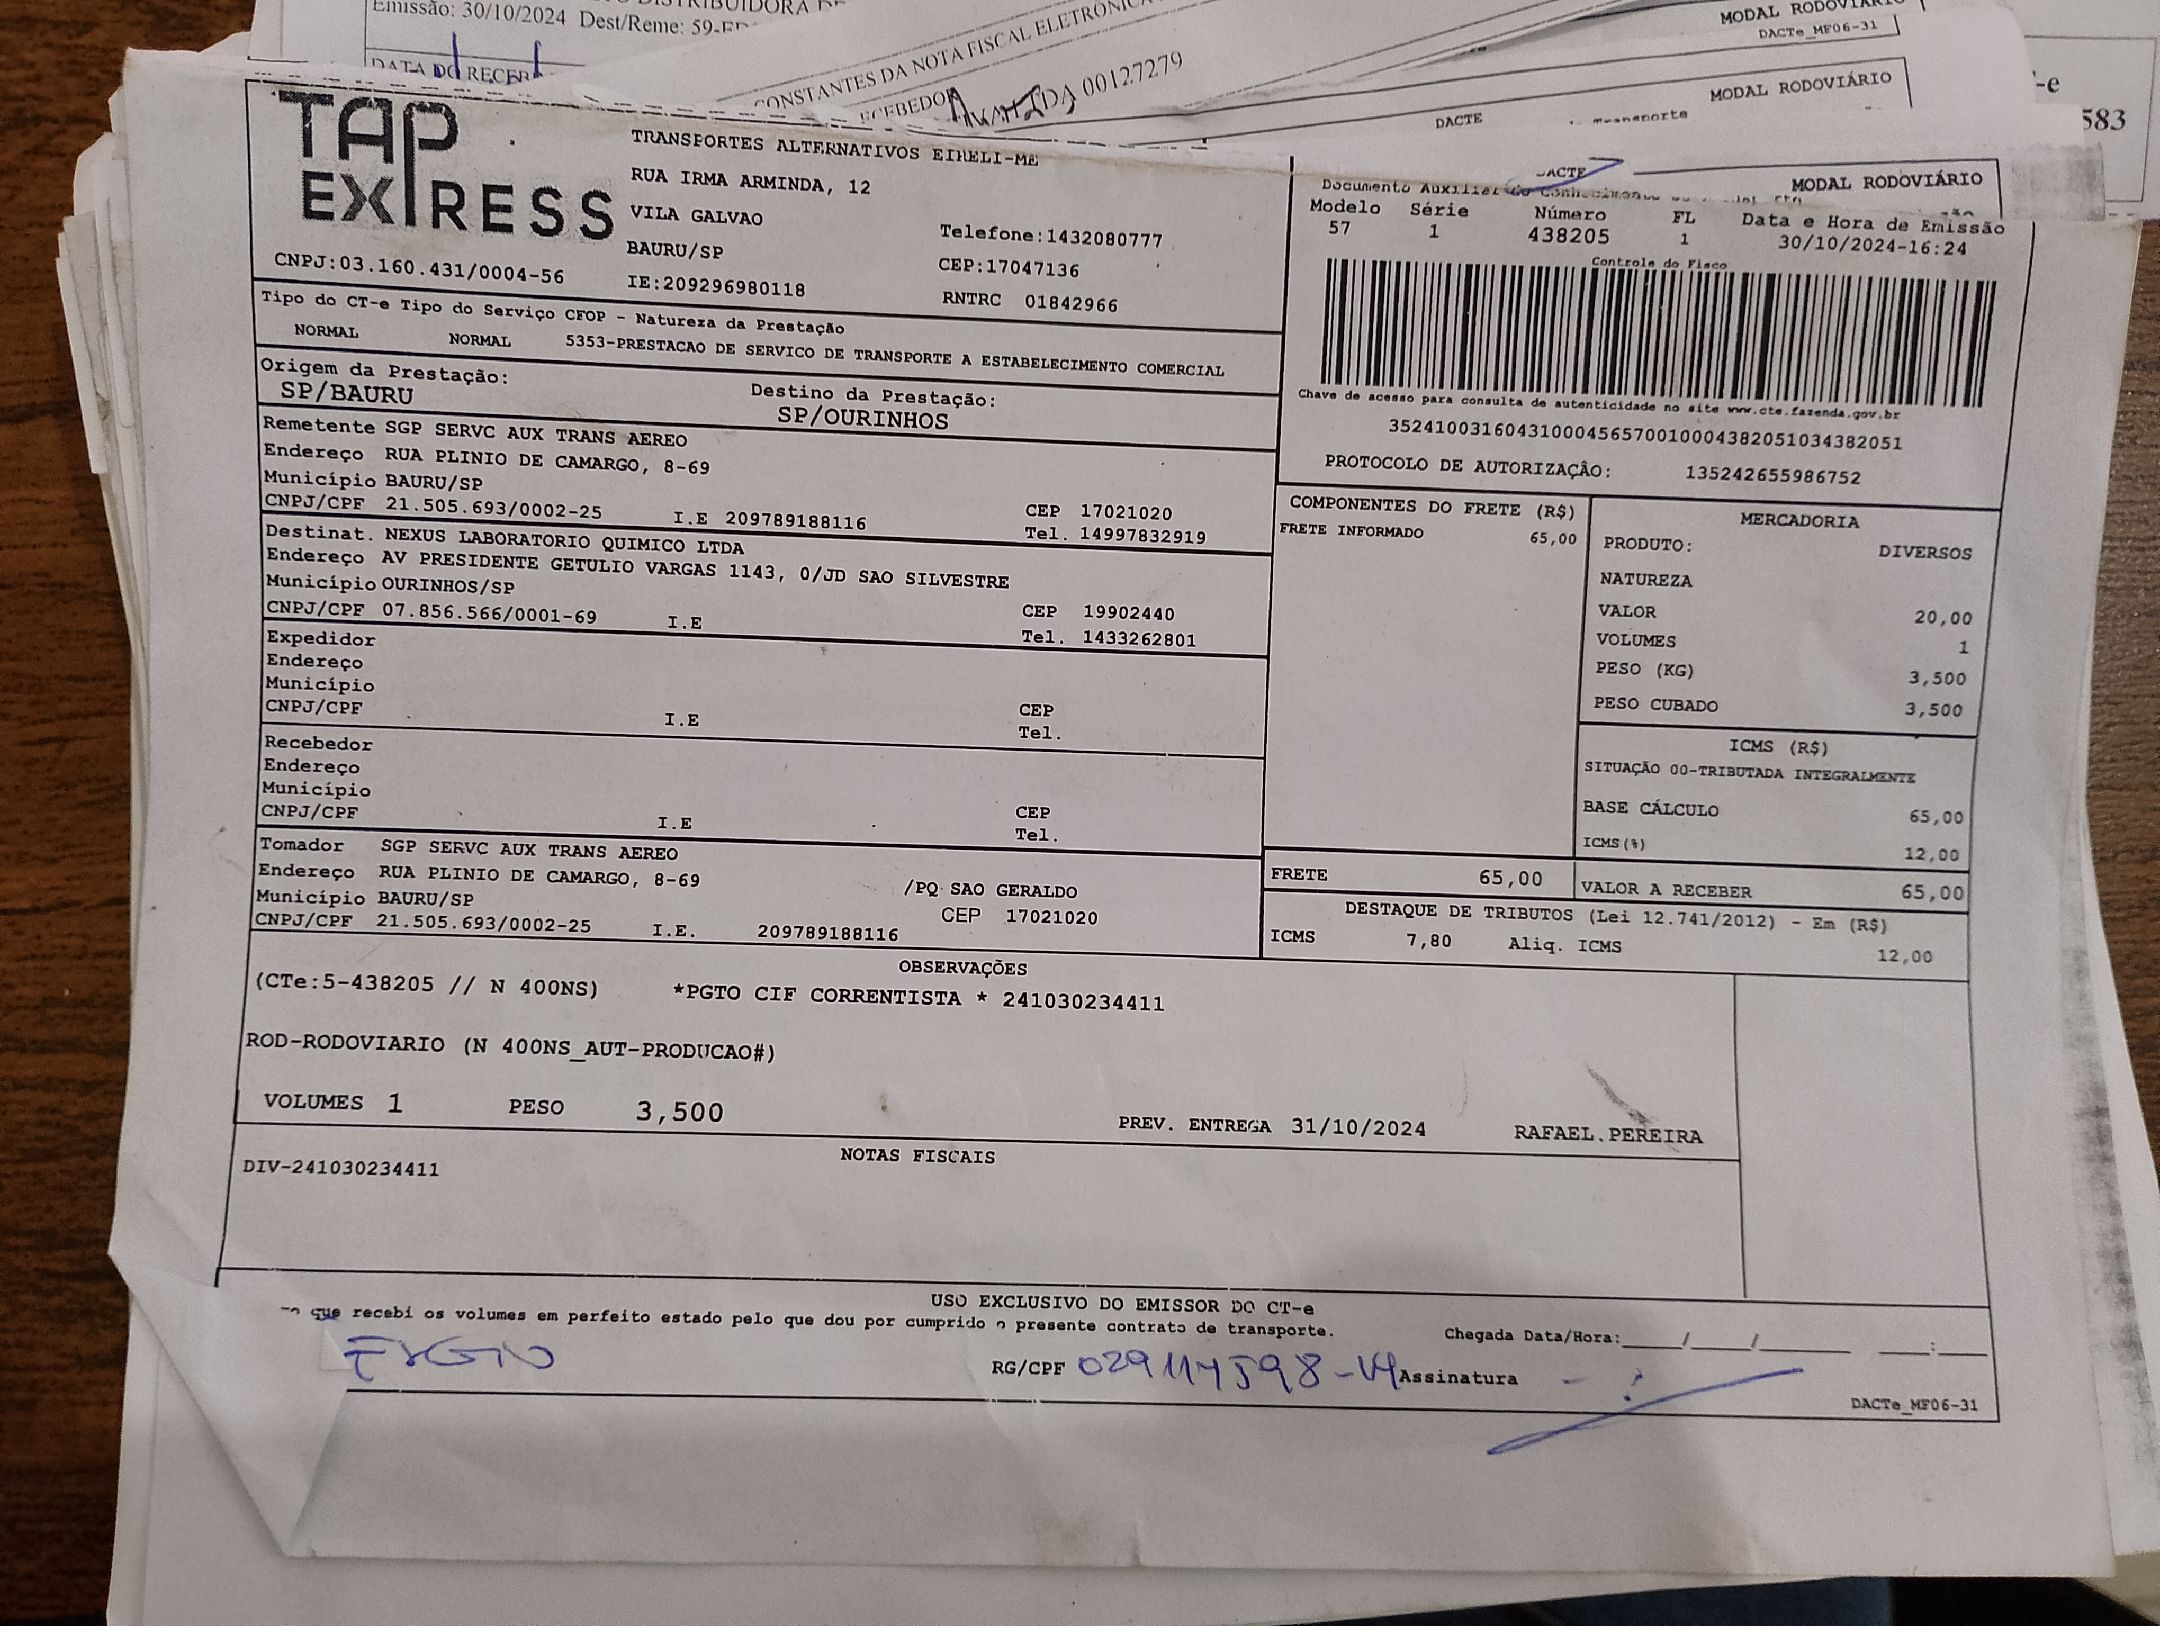 Emissão: 30/10/2024 Dest/Reme: 59-
DATA DO RECEB
CONSTANTES DA NOTA FISCAL ELETRÔNICA
00127279
MODAL RODOVIÁRIO
DACTe_MF06-31
MODAL RODOVIÁRIO
DACTE
-e
583
TAP
EXPRESS
TRANSPORTES ALTERNATIVOS EIRELI-ME
RUA IRMA ARMINDA, 12
VILA GALVAO
BAURU/SP
Telefone:1432080777
CEP:17047136
CNPJ:03.160.431/0004-56
IE:209296980118
RNTRC 01842966
DACTE
MODAL RODOVIÁRIO
Documento Auxiliar do Conhecimento
Modelo Série Número FL Data e Hora de Emissão
57 1 438205 1 30/10/2024-16:24
Controle do Fisco
Chave de acesso para consulta de autenticidade no site www.cte.fazenda.gov.br
35241003160431000456570010004382051034382051
PROTOCOLO DE AUTORIZAÇÂO: 135242655986752
Tipo do CT-e Tipo do Serviço CFOP - Natureza da Prestação
NORMAL NORMAL 5353-PRESTACAO DE SERVICO DE TRANSPORTE A ESTABELECIMENTO COMERCIAL
Origem da Prestação: Destino da Prestação:
SP/BAURU SP/OURINHOS
Remetente SGP SERVC AUX TRANS AEREO
Endereço RUA PLINIO DE CAMARGO, 8-69
Município BAURU/SP CEP 17021020
CNPJ/CPF 21.505.693/0002-25 I.E 209789188116 Tel. 14997832919
Destinat. NEXUS LABORATORIO QUIMICO LTDA
Endereço AV PRESIDENTE GETULIO VARGAS 1143, 0/JD SAO SILVESTRE
Município OURINHOS/SP CEP 19902440
CNPJ/CPF 07.856.566/0001-69 I.E Tel. 1433262801
Expedidor
Endereço
Município CEP
CNPJ/CPF I.E Tel.
Recebedor
Endereço
Município CEP
CNPJ/CPF I.E Tel.
Tomador SGP SERVC AUX TRANS AEREO
Endereço RUA PLINIO DE CAMARGO, 8-69 /PQ SAO GERALDO
Município BAURU/SP CEP 17021020
CNPJ/CPF 21.505.693/0002-25 I.E. 209789188116
COMPONENTES DO FRETE (R$)
FRETE INFORMADO 65,00
MERCADORIA
PRODUTO: DIVERSOS
NATUREZA
VALOR 20,00
VOLUMES 1
PESO (KG) 3,500
PESO CUBADO 3,500
ICMS (R$)
SITUAÇÃO 00-TRIBUTADA INTEGRALMENTE
BASE CÁLCULO 65,00
ICMS(%) 12,00
FRETE 65,00 VALOR A RECEBER 65,00
DESTAQUE DE TRIBUTOS (Lei 12.741/2012) - Em (R$)
ICMS 7,80 Aliq. ICMS 12,00
OBSERVAÇÕES
(CTe:5-438205 // N 400NS) *PGTO CIF CORRENTISTA * 241030234411
ROD-RODOVIARIO (N 400NS_AUT-PRODUCAO#)
VOLUMES 1 PESO 3,500 PREV. ENTREGA 31/10/2024 RAFAEL.PEREIRA
NOTAS FISCAIS
DIV-241030234411
USO EXCLUSIVO DO EMISSOR DO CT-e
que recebi os volumes em perfeito estado pelo que dou por cumprido o presente contrato de transporte.
Chegada Data/Hora:____/____/______ ___:___
RG/CPF Assinatura
DACTe_MF06-31